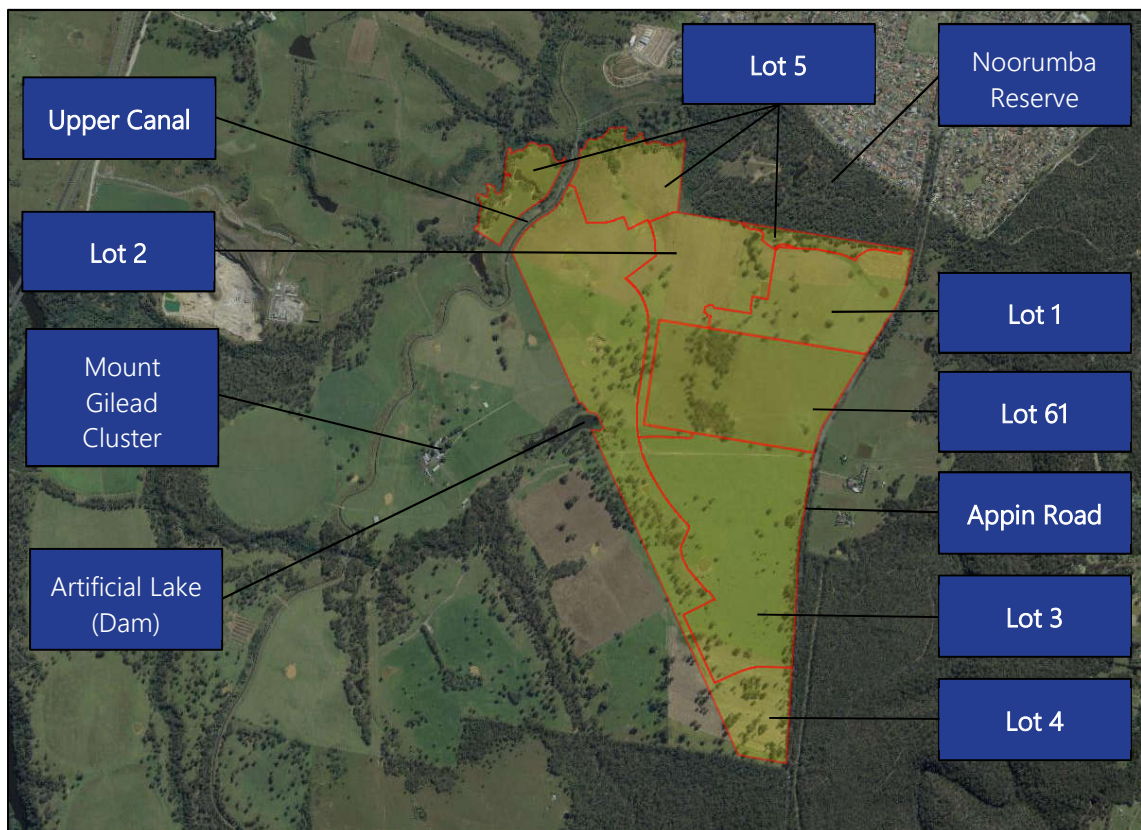 Lot 5
Noorumba
Reserve
Upper Canal
Lot 2
Lot 1
Mount
Gilead
Cluster
Lot 61
Appin Road
Artificial Lake
(Dam)
Lot 3
Lot 4